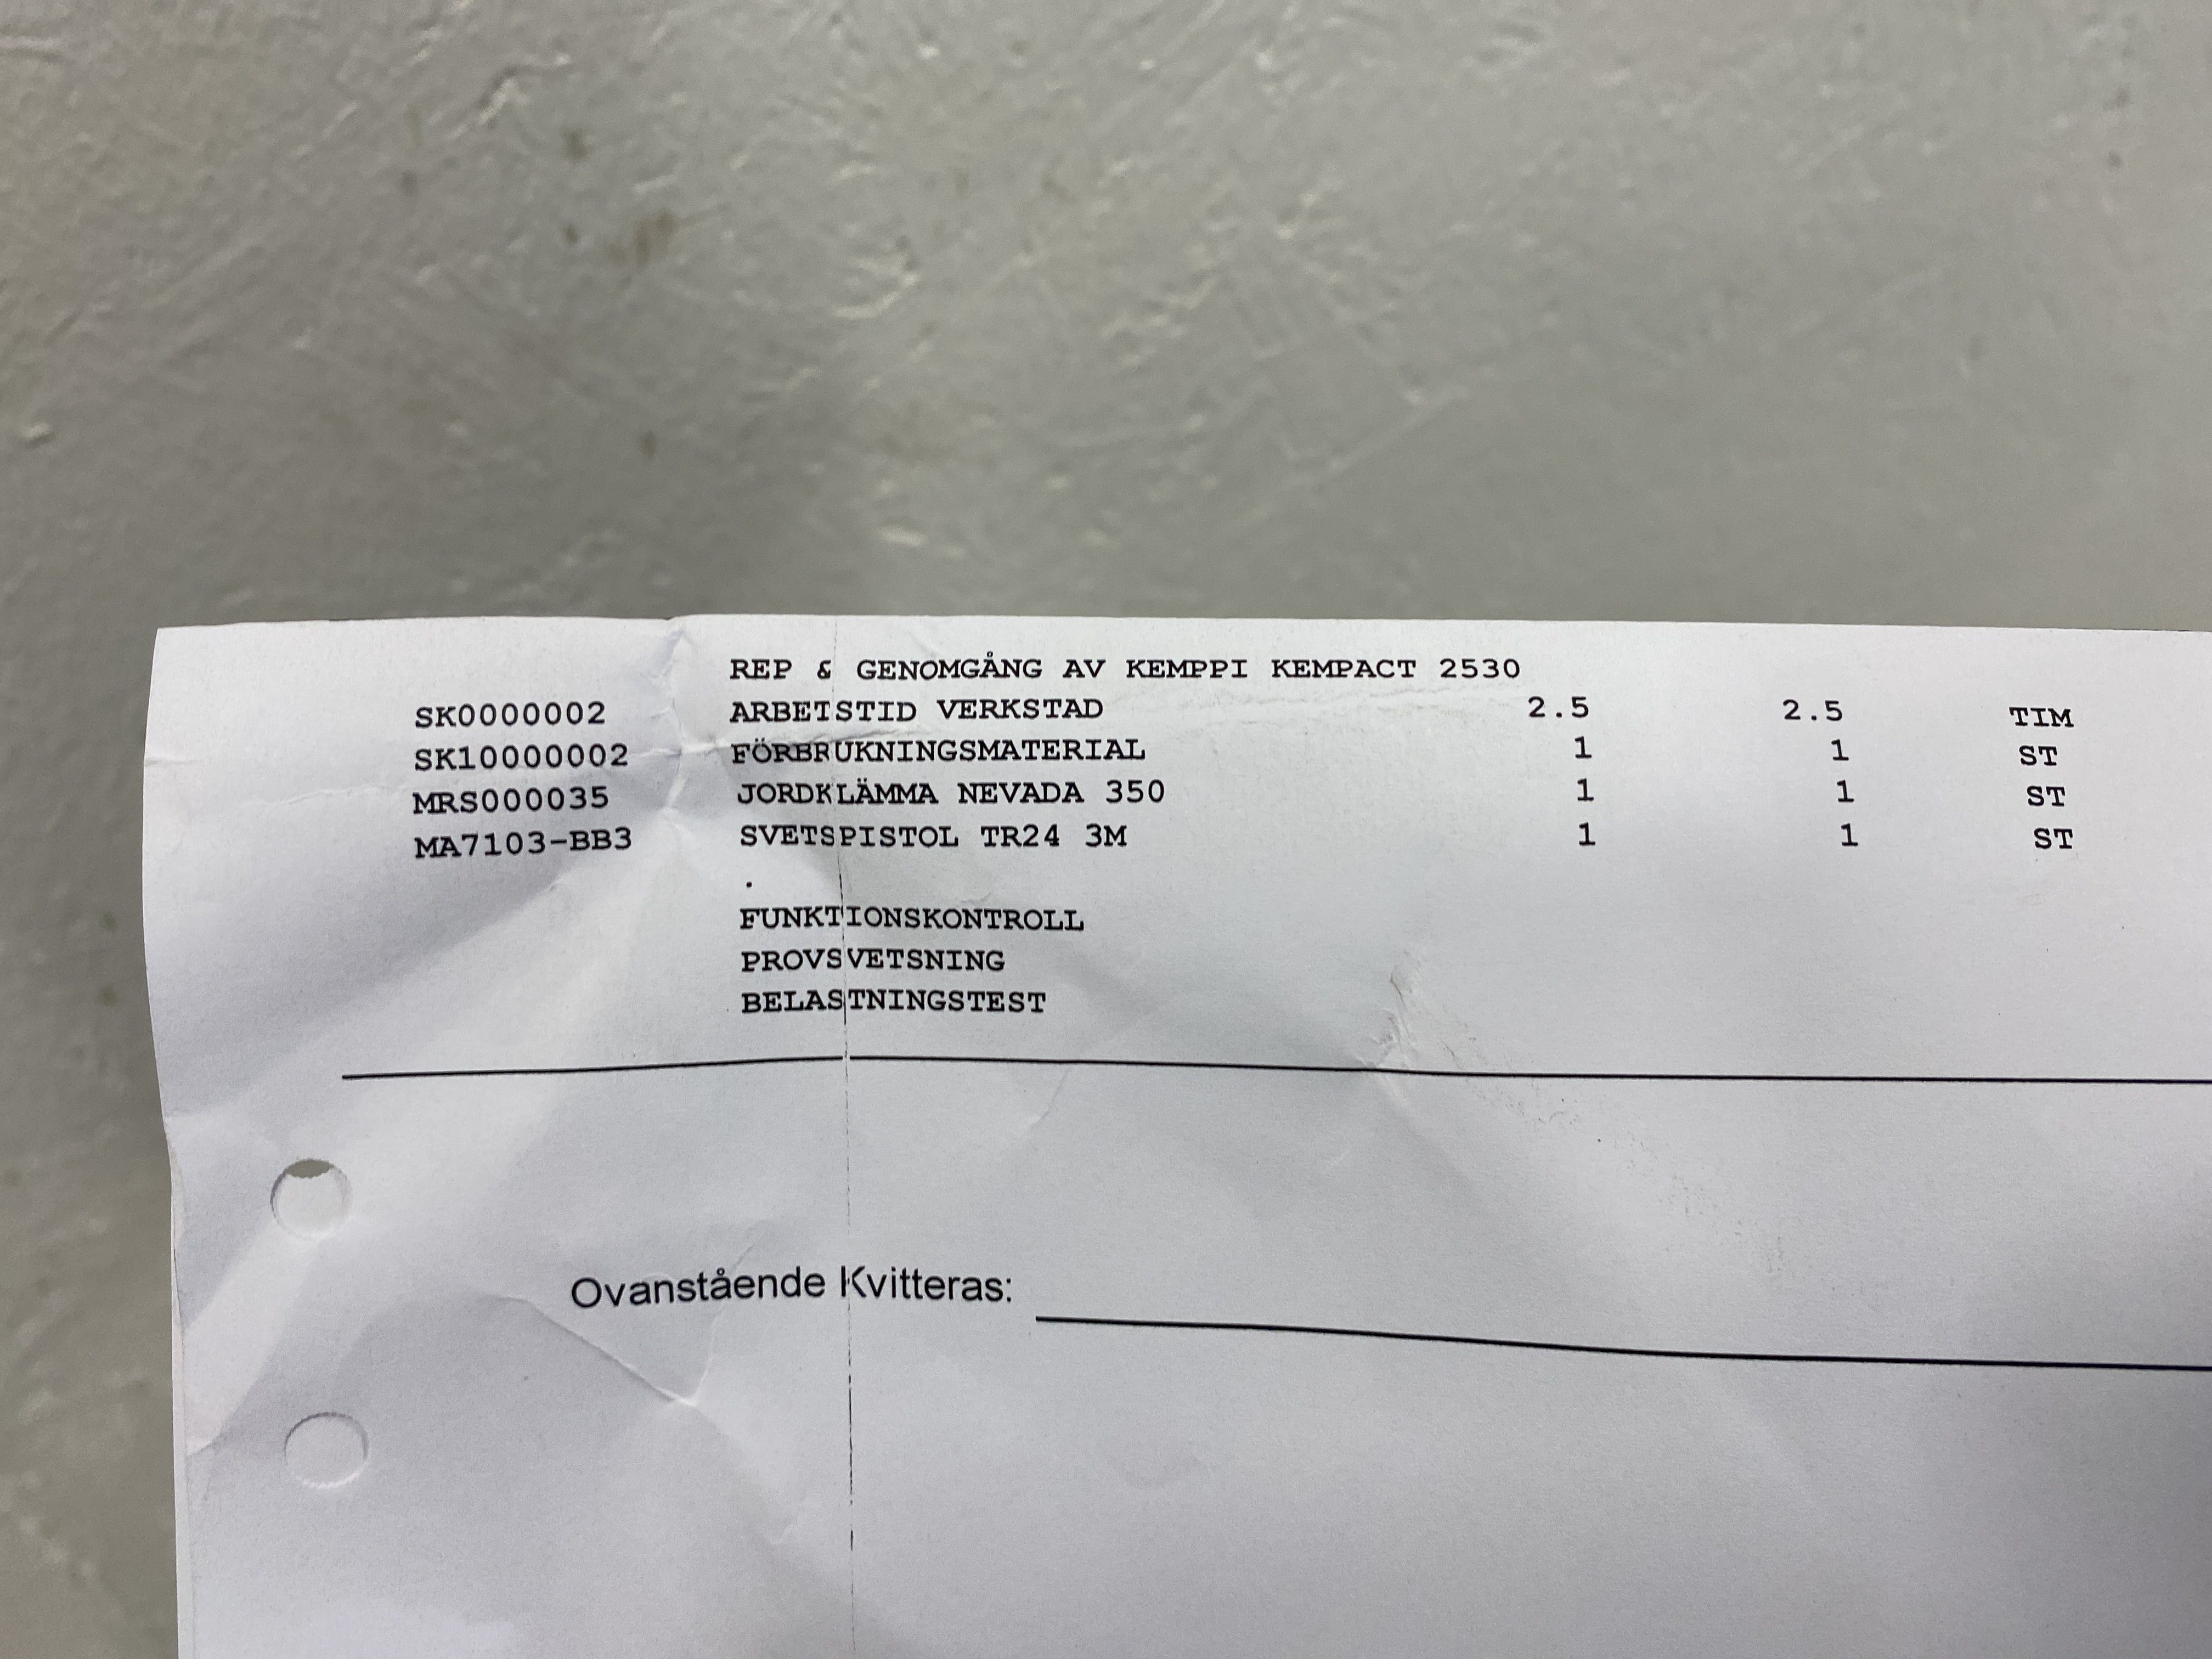 REP & GENOMGÅNG AV KEMPPI KEMPACT 2530
SK0000002 ARBETSTID VERKSTAD 2.5 2.5 TIM
SK10000002 FÖRBRUKNINGSMATERIAL 1 1 ST
MRS000035 JORDKLÄMMA NEVADA 350 1 1 ST
MA7103-BB3 SVETSPISTOL TR24 3M 1 1 ST
.
FUNKTIONSKONTROLL
PROVSVETSNING
BELASTNINGSTEST
Ovanstående Kvitteras: